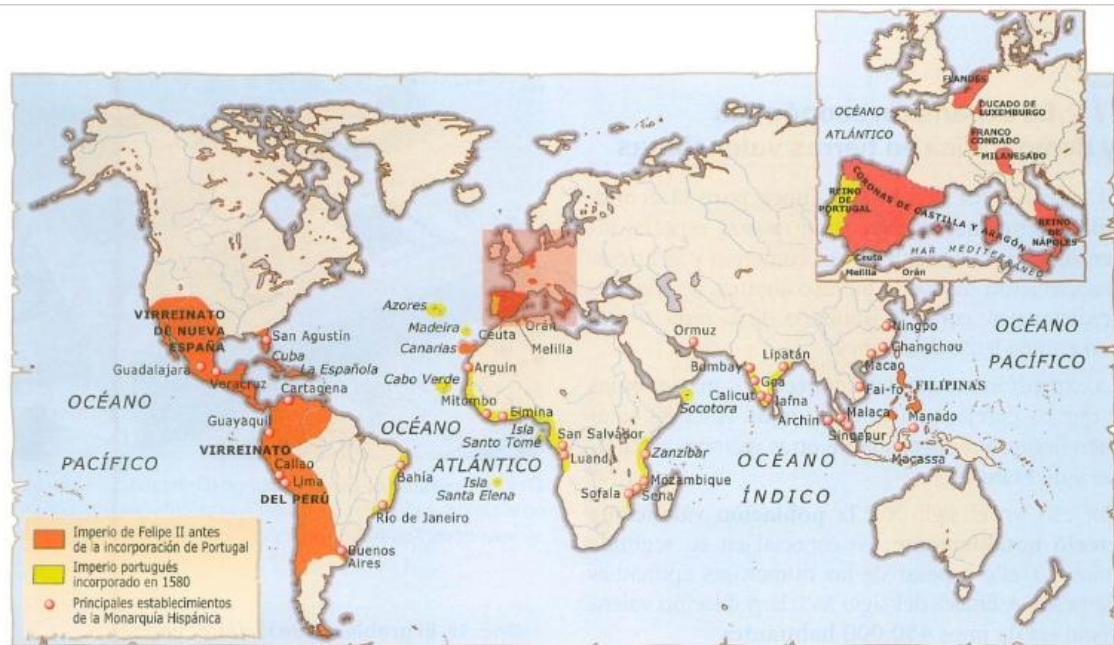 FLANDES
OCÉANO
ATLÁNTICO
DUCADO DE
LUXEMBURGO
FRANCO
CONDADO
MILANESADO
REINO
DE
PORTUGAL
CORONAS DE CASTILLA Y ARAGÓN
REINO
DE
NÁPOLES
MAR MEDITERRÁNEO
Ceuta
Melilla
Orán
VIRREINATO
DE NUEVA
ESPAÑA
San Agustín
Cuba
La Española
Guadalajara
Veracruz
Cartagena
OCÉANO
PACÍFICO
Guayaquil
VIRREINATO
DEL PERÚ
Callao
Lima
Bahía
Río de Janeiro
Buenos
Aires
Azores
Madeira
Canarias
Ceuta
Orán
Melilla
Arguin
Cabo Verde
Mitombo
Elmina
Isla
Santo Tomé
OCÉANO
ATLÁNTICO
San Salvador
Luanda
Isla
Santa Elena
Ormuz
Socotora
Zanzíbar
Mozambique
Sena
Sofala
Bombay
Lipatán
Goa
Calicut
Jafna
OCÉANO
ÍNDICO
Ningpo
Changchou
Macao
Fai-fo
FILIPINAS
Archin
Malaca
Singapur
Manado
Macassa
OCÉANO
PACÍFICO
Imperio de Felipe II antes
de la incorporación de Portugal
Imperio portugués
incorporado en 1580
Principales establecimientos
de la Monarquía Hispánica